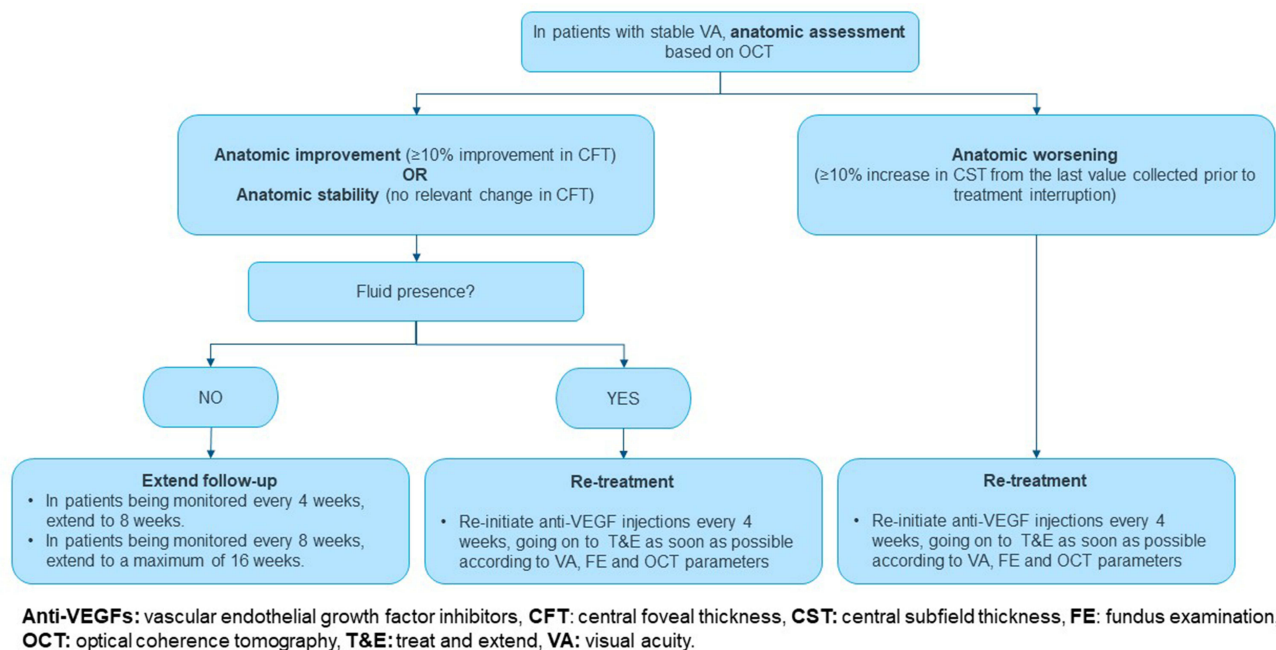 In patients with stable VA, anatomic assessment
based on OCT
Anatomic improvement (≥10% improvement in CFT)
OR
Anatomic stability (no relevant change in CFT)
Anatomic worsening
(≥10% increase in CST from the last value collected prior to
treatment interruption)
Fluid presence?
NO
YES
Extend follow-up
• In patients being monitored every 4 weeks,
extend to 8 weeks.
• In patients being monitored every 8 weeks,
extend to a maximum of 16 weeks.
Re-treatment
• Re-initiate anti-VEGF injections every 4
weeks, going on to T&E as soon as possible
according to VA, FE and OCT parameters
Re-treatment
• Re-initiate anti-VEGF injections every 4
weeks, going on to T&E as soon as possible
according to VA, FE and OCT parameters
Anti-VEGFs: vascular endothelial growth factor inhibitors, CFT: central foveal thickness, CST: central subfield thickness, FE: fundus examination
OCT: optical coherence tomography, T&E: treat and extend, VA: visual acuity.